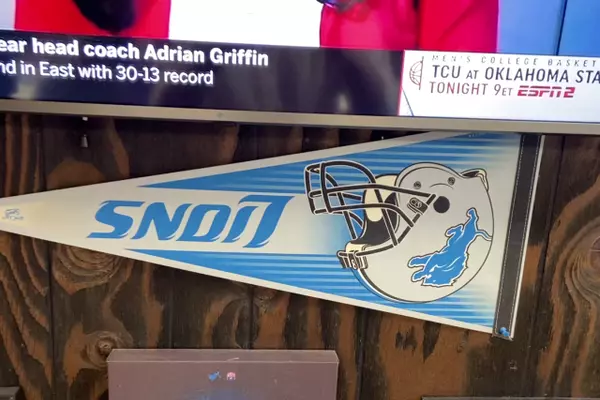 ear head coach Adrian Griffin
nd in East with 30-13 record
MEN'S COLLEGE BASKET
TCU AT OKLAHOMA STA
TONIGHT 9ET ESPN2
LIONS